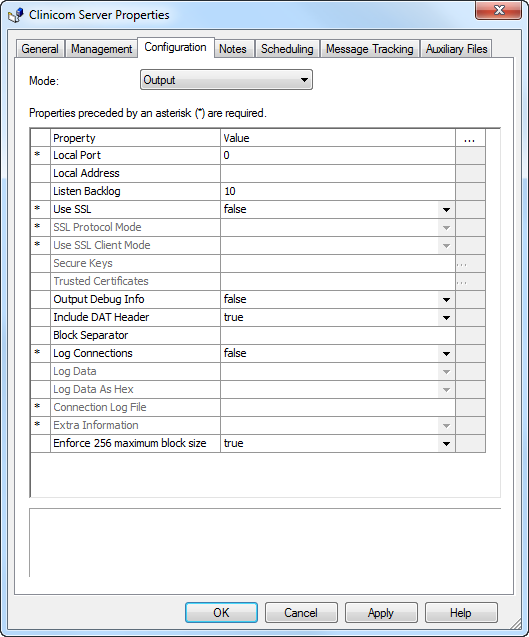 Clinicom Server Properties
General Management Configuration Notes Scheduling Message Tracking Auxiliary Files
Mode: Output
Properties preceded by an asterisk (*) are required.
Property Value ...
* Local Port 0
Local Address
Listen Backlog 10
* Use SSL false
* SSL Protocol Mode
* Use SSL Client Mode
Secure Keys ...
Trusted Certificates ...
Output Debug Info false
Include DAT Header true
Block Separator
* Log Connections false
Log Data
Log Data As Hex
* Connection Log File
* Extra Information
Enforce 256 maximum block size true
OK Cancel Apply Help